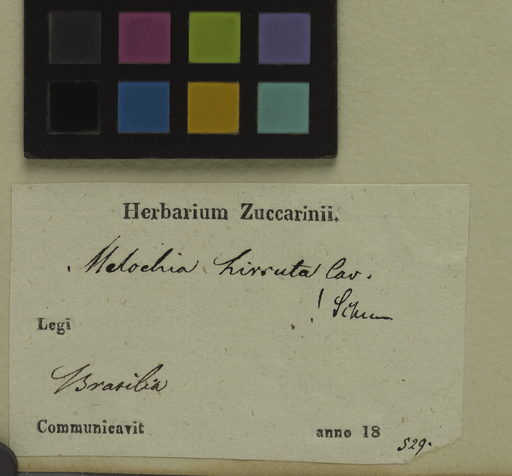 Herbarium Zuccarinii.
Melochia hirsuta Cav.
! Schum
Legi
Brasilia
Communicavit anno 18
529.